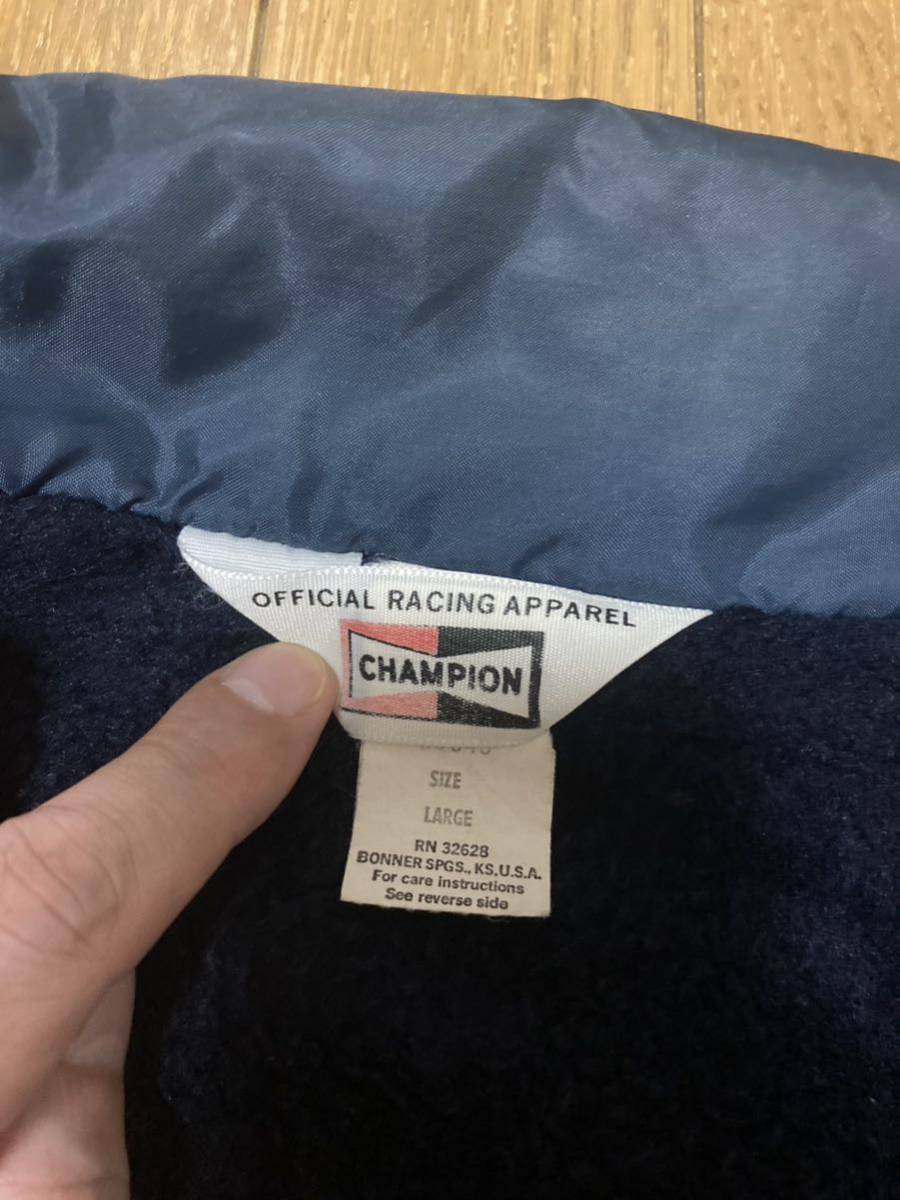 OFFICIAL RACING APPAREL
CHAMPION
SIZE
LARGE
RN 32628
BONNER SPGS., KS.U.S.A.
For care instructions
See reverse side